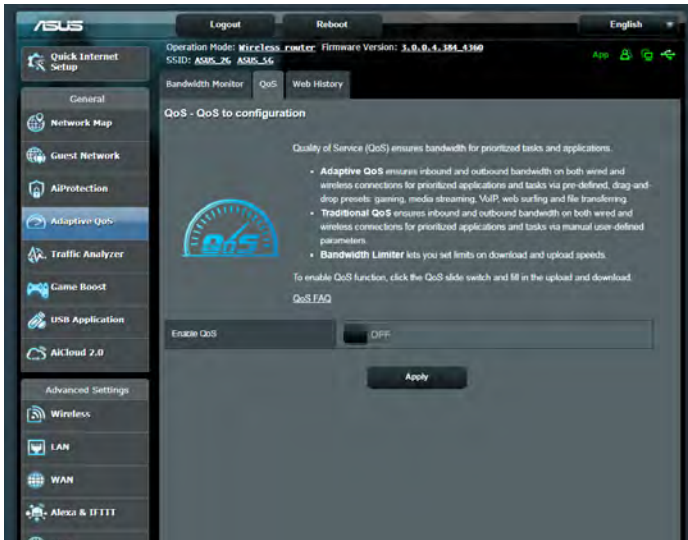 ASUS
Logout
Reboot
English
Operation Mode: Wireless router Firmware Version: 3.0.0.4.384_4360
SSID: ASUS_2G ASUS_5G
App
Quick Internet
Setup
General
Network Map
Guest Network
AiProtection
Adaptive QoS
Traffic Analyzer
Game Boost
USB Application
AiCloud 2.0
Advanced Settings
Wireless
LAN
WAN
Alexa & IFTTT
Bandwidth Monitor
QoS
Web History
QoS - QoS to configuration
Quality of Service (QoS) ensures bandwidth for prioritized tasks and applications.
• Adaptive QoS ensures inbound and outbound bandwidth on both wired and
wireless connections for prioritized applications and tasks via pre-defined, drag-and-
drop presets: gaming, media streaming, VoIP, web surfing and file transferring.
• Traditional QoS ensures inbound and outbound bandwidth on both wired and
wireless connections for prioritized applications and tasks via manual user-defined
parameters.
• Bandwidth Limiter lets you set limits on download and upload speeds.
QoS
To enable QoS function, click the QoS slide switch and fill in the upload and download.
QoS FAQ
Enable QoS
OFF
Apply